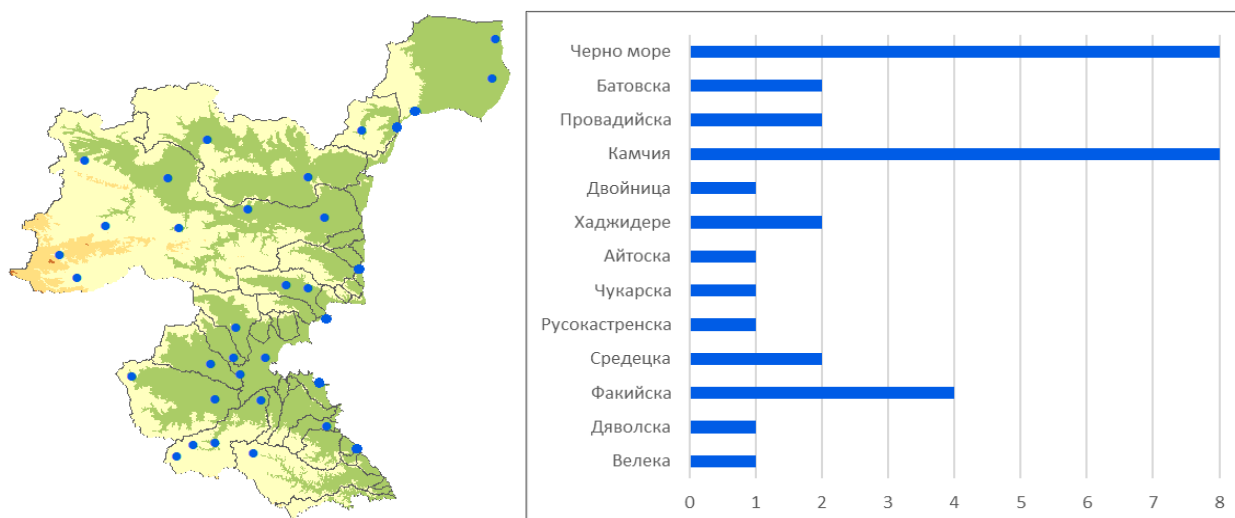 Черно море
Батовска
Провадийска
Камчия
Двойница
Хаджидере
Айтоска
Чукарска
Русокастренска
Средецка
Факийска
Дяволска
Велека
0 1 2 3 4 5 6 7 8